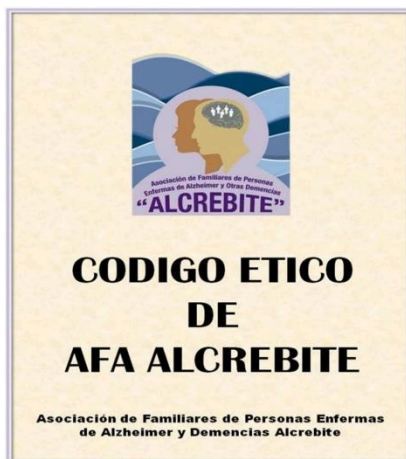 Asociación de Familiares de Personas
Enfermas de Alzheimer y Otras Demencias
“ALCREBITE”
CODIGO ETICO
DE
AFA ALCREBITE
Asociación de Familiares de Personas Enfermas
de Alzheimer y Demencias Alcrebite